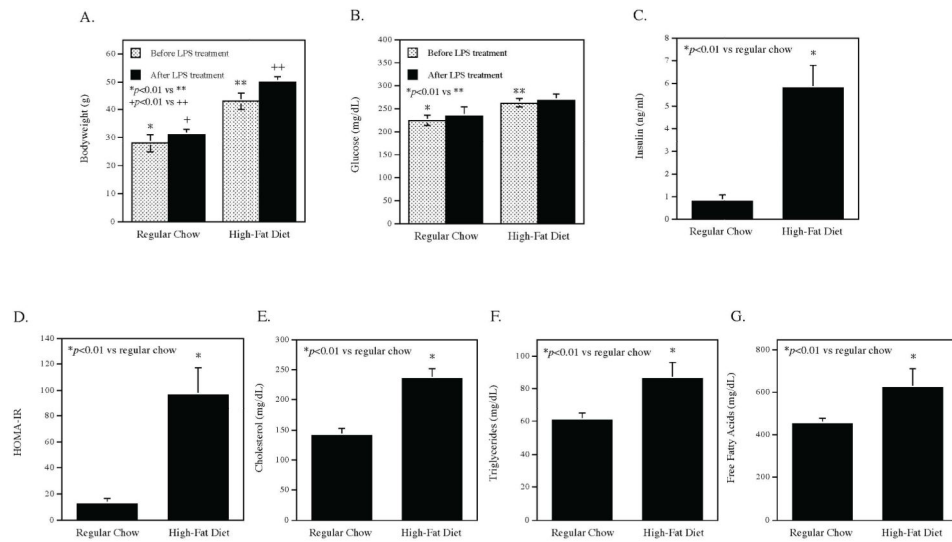 A.
Before LPS treatment
After LPS treatment
*p<0.01 vs **
+p<0.01 vs ++
*
+
**
++
60
50
40
30
20
10
0
Bodyweight (g)
Regular Chow
High-Fat Diet
B.
Before LPS treatment
After LPS treatment
*p<0.01 vs **
*
**
400
350
300
250
200
150
100
50
0
Glucose (mg/dL)
Regular Chow
High-Fat Diet
C.
*p<0.01 vs regular chow
*
6
5
4
3
2
1
0
Insulin (ng/ml)
Regular Chow
High-Fat Diet
D.
*p<0.01 vs regular chow
*
140
120
100
80
60
40
20
0
HOMA-IR
Regular Chow
High-Fat Diet
E.
*p<0.01 vs regular chow
*
300
250
200
150
100
50
0
Cholesterol (mg/dL)
Regular Chow
High-Fat Diet
F.
*p<0.01 vs regular chow
*
100
80
60
40
20
0
Triglycerides (mg/dL)
Regular Chow
High-Fat Diet
G.
*p<0.01 vs regular chow
*
800
600
400
200
0
Free Fatty Acids (mg/dL)
Regular Chow
High-Fat Diet